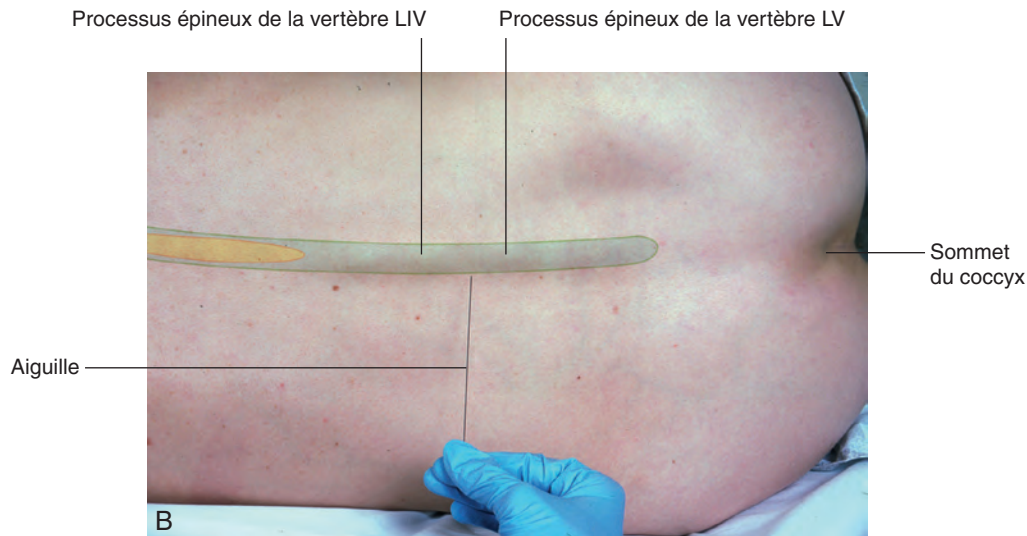 Processus épineux de la vertèbre LIV
Processus épineux de la vertèbre LV
Sommet
du coccyx
Aiguille
B